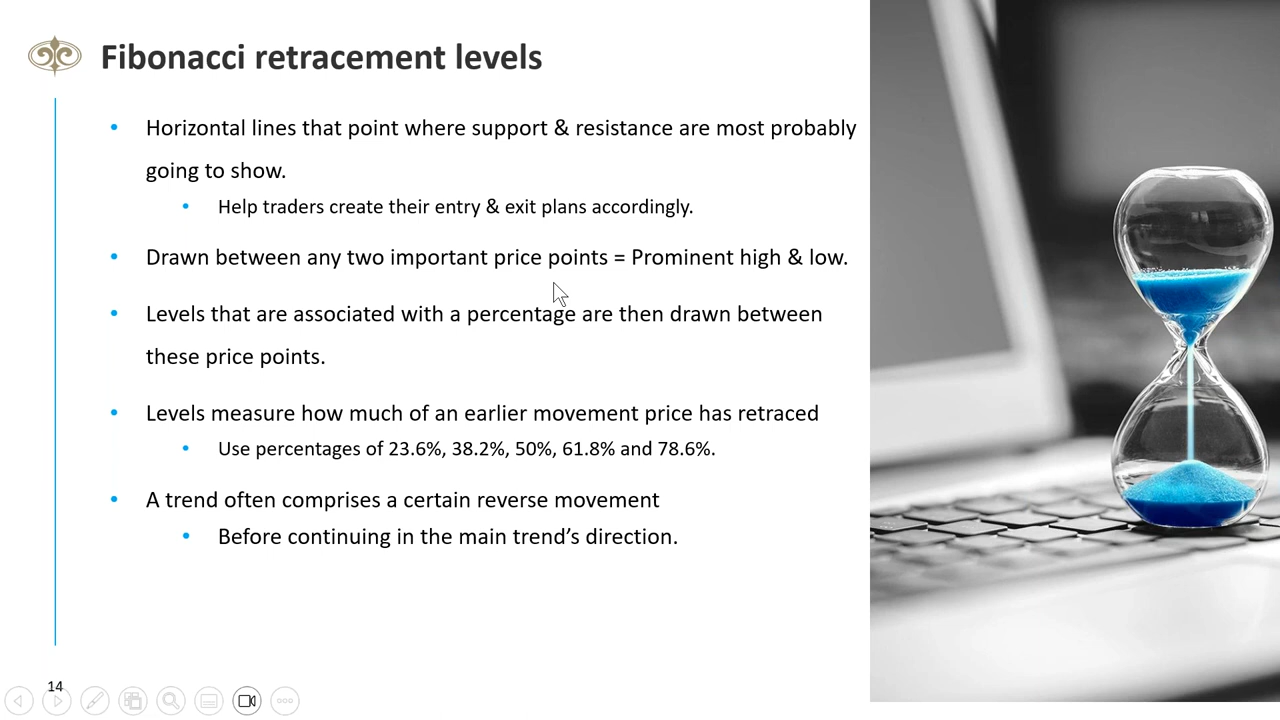 Fibonacci retracement levels
• Horizontal lines that point where support & resistance are most probably
going to show.
• Help traders create their entry & exit plans accordingly.
• Drawn between any two important price points = Prominent high & low.
• Levels that are associated with a percentage are then drawn between
these price points.
• Levels measure how much of an earlier movement price has retraced
• Use percentages of 23.6%, 38.2%, 50%, 61.8% and 78.6%.
• A trend often comprises a certain reverse movement
• Before continuing in the main trend’s direction.
14